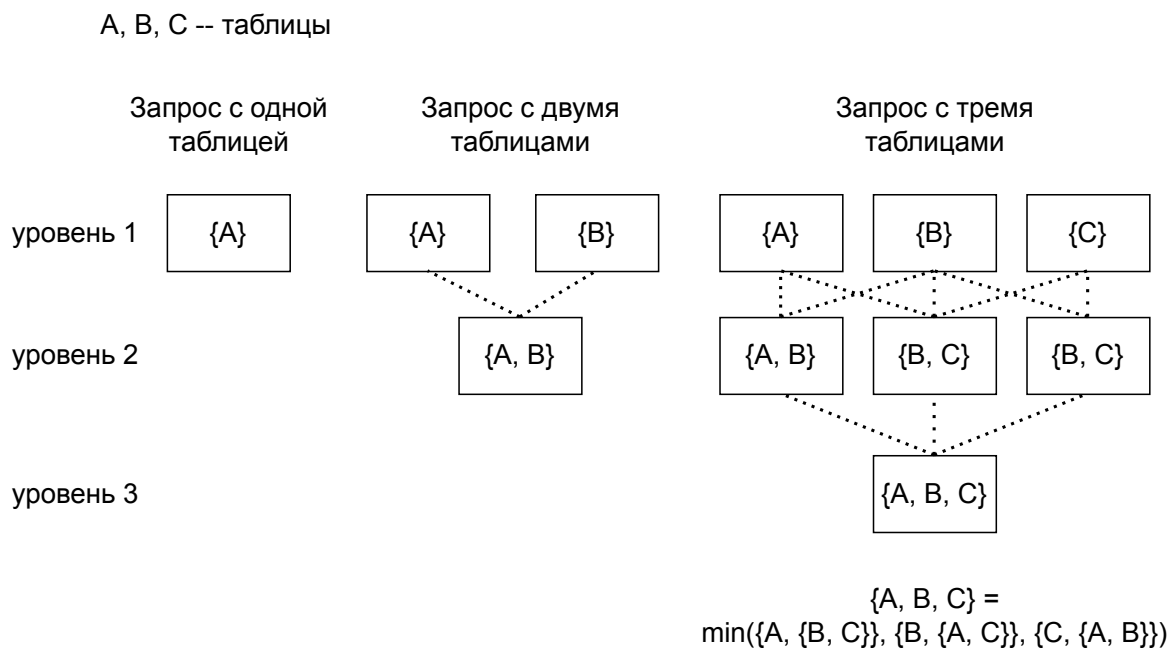 A, B, C -- таблицы
Запрос с одной
таблицей
Запрос с двумя
таблицами
Запрос с тремя
таблицами
уровень 1
{A}
{A}
{B}
{A}
{B}
{C}
уровень 2
{A, B}
{A, B}
{B, C}
{B, C}
уровень 3
{A, B, C}
{A, B, C} =
min({A, {B, C}}, {B, {A, C}}, {C, {A, B}})